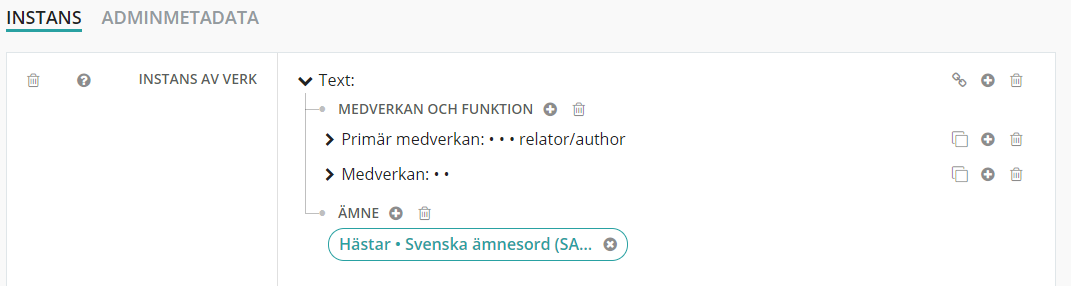 INSTANS ADMINMETADATA
INSTANS AV VERK Text:
MEDVERKAN OCH FUNKTION
Primär medverkan: • • • relator/author
Medverkan: • •
ÄMNE
Hästar • Svenska ämnesord (SA...